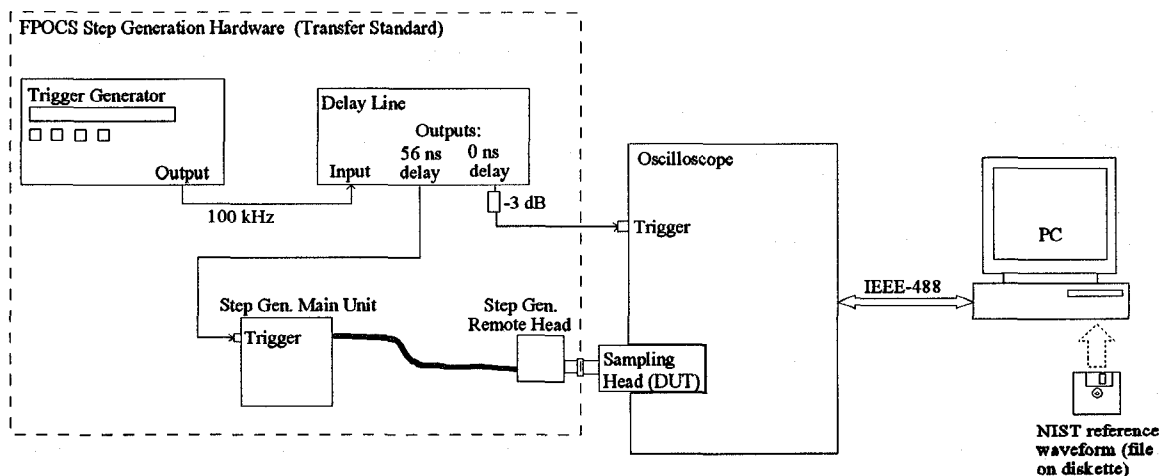 FPOCS Step Generation Hardware (Transfer Standard)
Trigger Generator
Output
100 kHz
Delay Line
Outputs:
56 ns
delay
0 ns
delay
Input
-3 dB
Oscilloscope
Trigger
PC
IEEE-488
Step Gen. Main Unit
Trigger
Step Gen.
Remote Head
Sampling
Head (DUT)
NIST reference
waveform (file
on diskette)